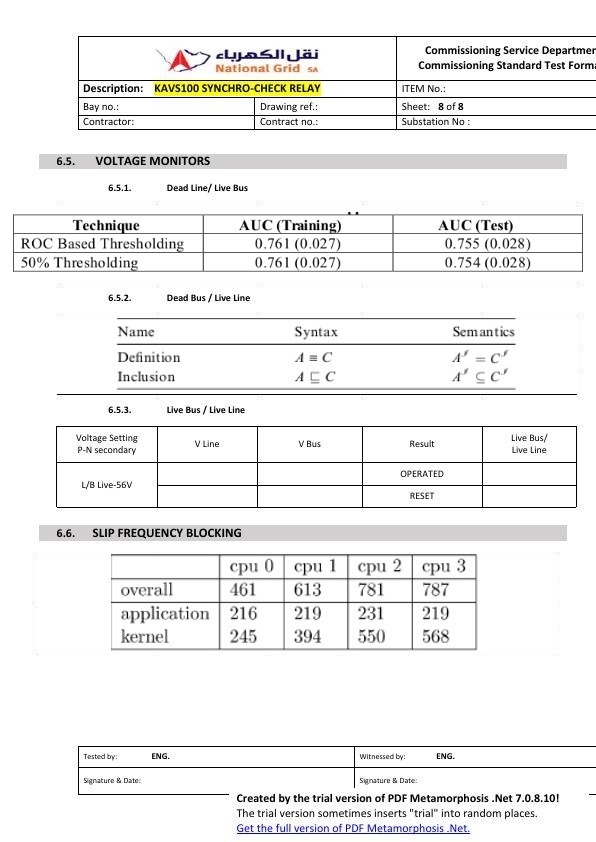 نقل الكهرباء
National Grid SA
Commissioning Service Departmen
Commissioning Standard Test Forma
Description: KAVS100 SYNCHRO-CHECK RELAY ITEM No.:
Bay no.: Drawing ref.: Sheet: 8 of 8
Contractor: Contract no.: Substation No :
6.5. VOLTAGE MONITORS
6.5.1. Dead Line/ Live Bus
Technique AUC (Training) AUC (Test)
ROC Based Thresholding 0.761 (0.027) 0.755 (0.028)
50% Thresholding 0.761 (0.027) 0.754 (0.028)
6.5.2. Dead Bus / Live Line
Name Syntax Semantics
Definition A ≡ C A^ℐ = C^ℐ
Inclusion A ⊑ C A^ℐ ⊆ C^ℐ
6.5.3. Live Bus / Live Line
Voltage Setting
P-N secondary V Line V Bus Result Live Bus/
Live Line
L/B Live-56V OPERATED
RESET
6.6. SLIP FREQUENCY BLOCKING
cpu 0 cpu 1 cpu 2 cpu 3
overall 461 613 781 787
application 216 219 231 219
kernel 245 394 550 568
Tested by: ENG. Witnessed by: ENG.
Signature & Date: Signature & Date:
Created by the trial version of PDF Metamorphosis .Net 7.0.8.10!
The trial version sometimes inserts "trial" into random places.
Get the full version of PDF Metamorphosis .Net.